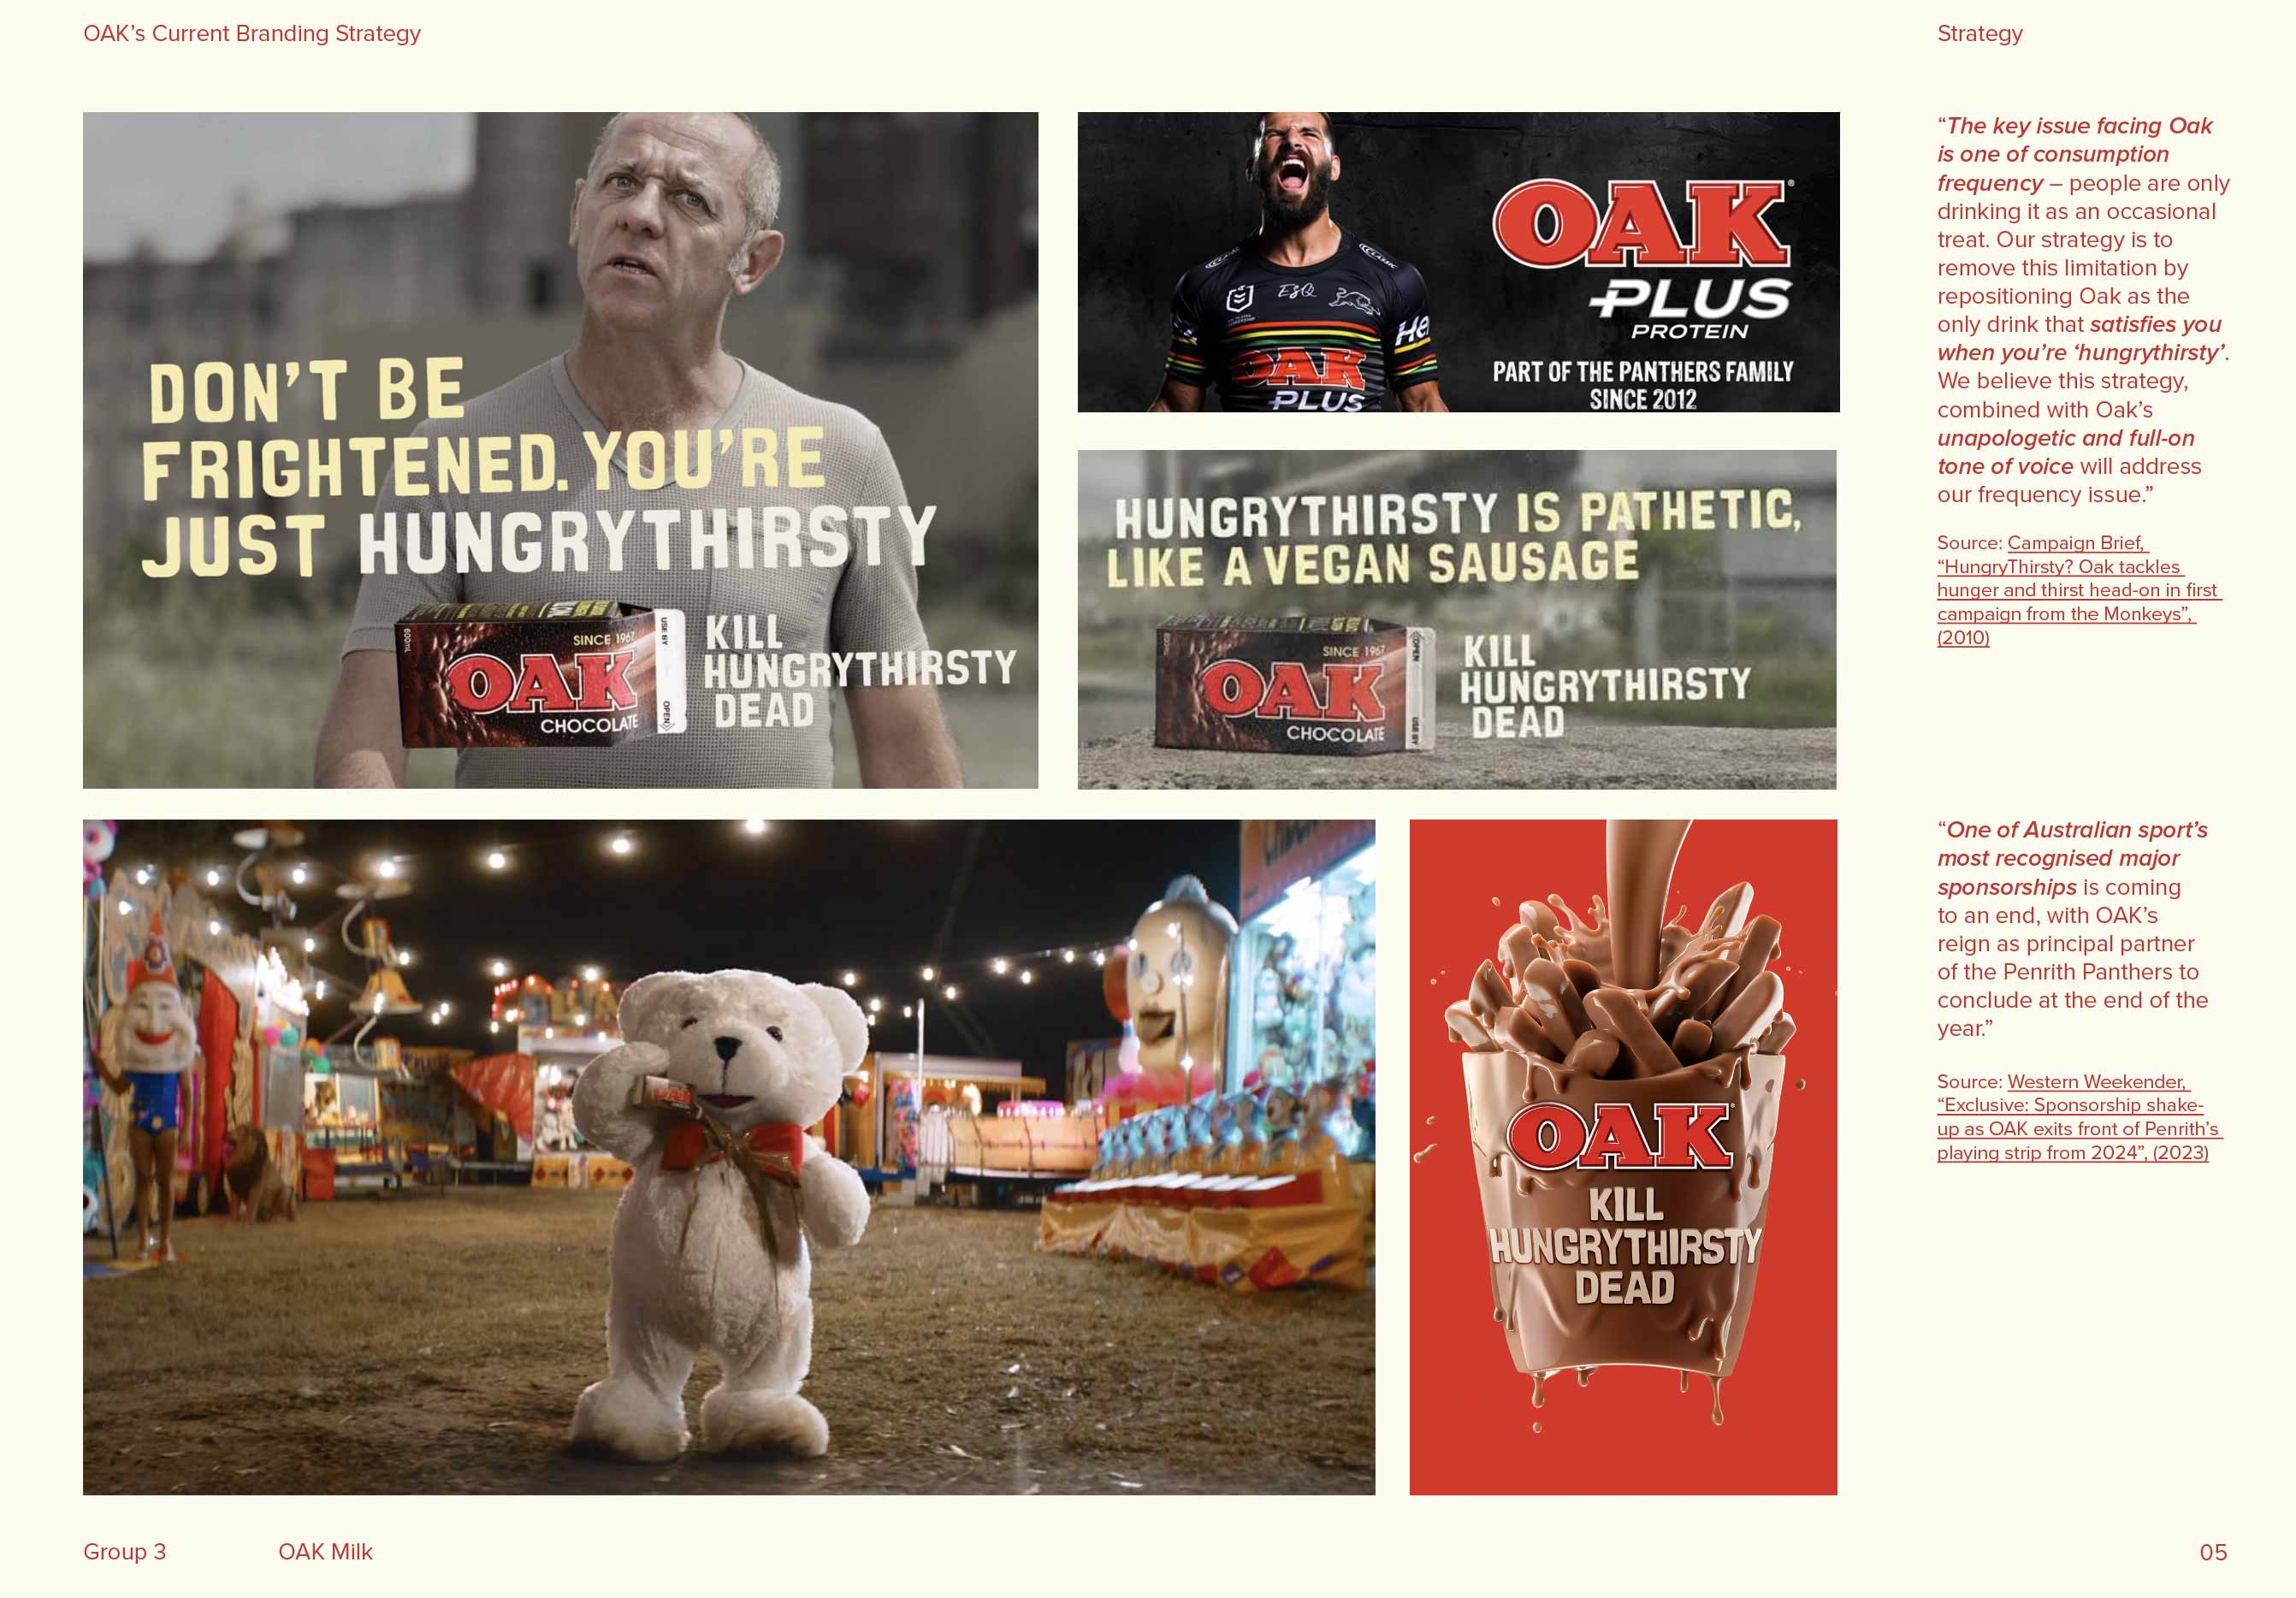 OAK’s Current Branding Strategy
Strategy
DON’T BE
FRIGHTENED. YOU’RE
JUST HUNGRYTHIRSTY
600mL
SINCE 1967
OAK
CHOCOLATE
USE BY
OPEN
KILL
HUNGRYTHIRSTY
DEAD
ESQ
He
OAK
PLUS
OAK®
+PLUS
PROTEIN
PART OF THE PANTHERS FAMILY
SINCE 2012
HUNGRYTHIRSTY IS PATHETIC,
LIKE A VEGAN SAUSAGE
SINCE 1967
OAK
CHOCOLATE
OPEN
USE BY
KILL
HUNGRYTHIRSTY
DEAD
“The key issue facing Oak
is one of consumption
frequency – people are only
drinking it as an occasional
treat. Our strategy is to
remove this limitation by
repositioning Oak as the
only drink that satisfies you
when you’re ‘hungrythirsty’.
We believe this strategy,
combined with Oak’s
unapologetic and full-on
tone of voice will address
our frequency issue.”
Source: Campaign Brief,
“HungryThirsty? Oak tackles
hunger and thirst head-on in first
campaign from the Monkeys”,
(2010)
OAK
OAK
KILL
HUNGRYTHIRSTY
DEAD
“One of Australian sport’s
most recognised major
sponsorships is coming
to an end, with OAK’s
reign as principal partner
of the Penrith Panthers to
conclude at the end of the
year.”
Source: Western Weekender,
“Exclusive: Sponsorship shake-
up as OAK exits front of Penrith’s
playing strip from 2024”, (2023)
Group 3
OAK Milk
05